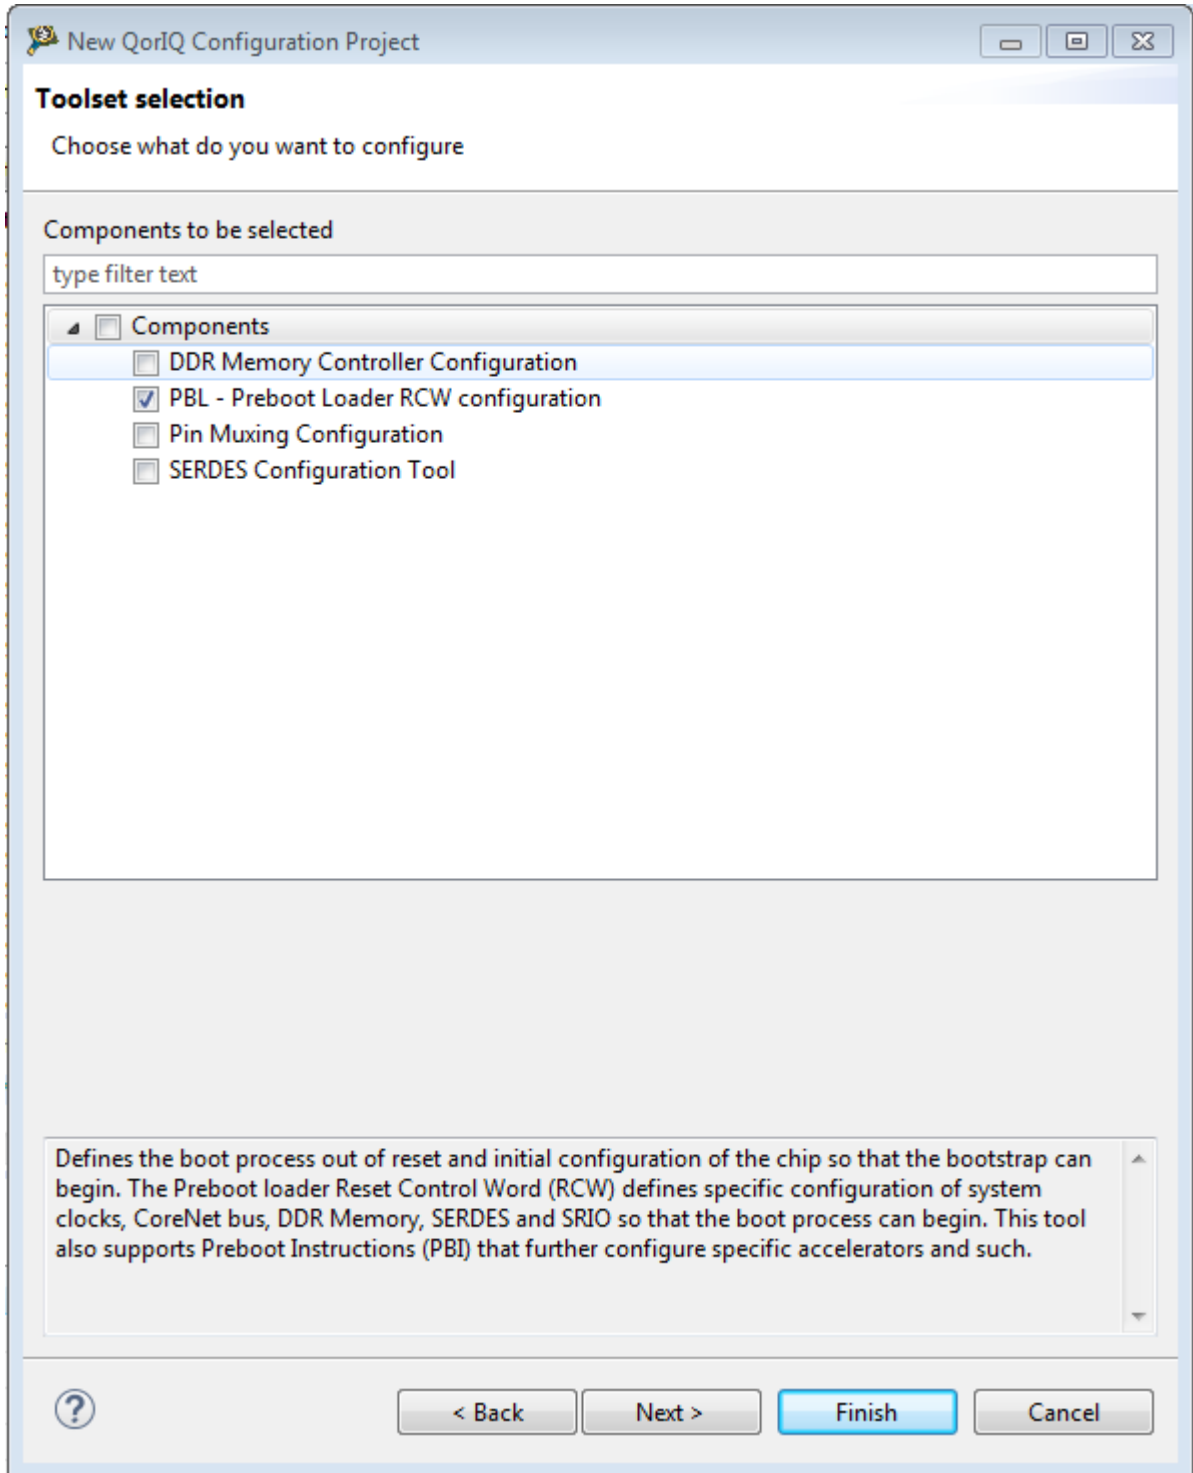 New QorIQ Configuration Project
Toolset selection
Choose what do you want to configure
Components to be selected
type filter text
Components
DDR Memory Controller Configuration
PBL - Preboot Loader RCW configuration
Pin Muxing Configuration
SERDES Configuration Tool
Defines the boot process out of reset and initial configuration of the chip so that the bootstrap can
begin. The Preboot loader Reset Control Word (RCW) defines specific configuration of system
clocks, CoreNet bus, DDR Memory, SERDES and SRIO so that the boot process can begin. This tool
also supports Preboot Instructions (PBI) that further configure specific accelerators and such.
?
< Back
Next >
Finish
Cancel